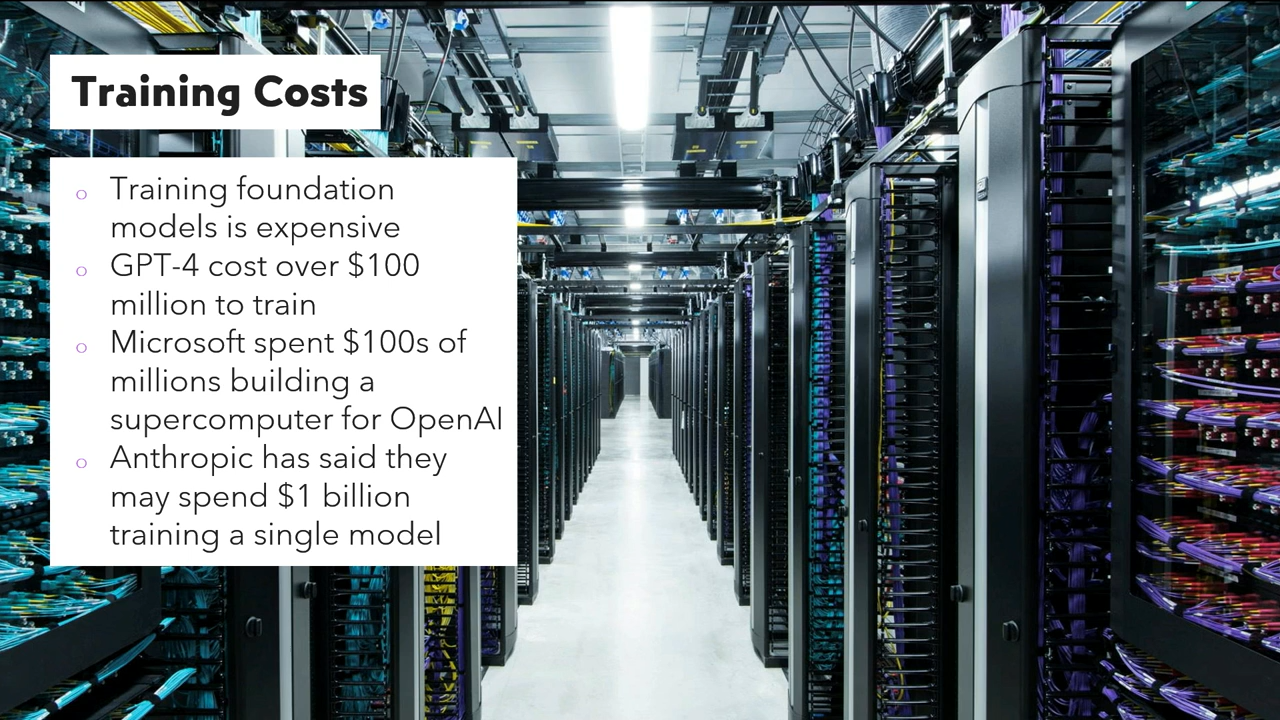 Training Costs
o Training foundation
models is expensive
o GPT-4 cost over $100
million to train
o Microsoft spent $100s of
millions building a
supercomputer for OpenAI
o Anthropic has said they
may spend $1 billion
training a single model